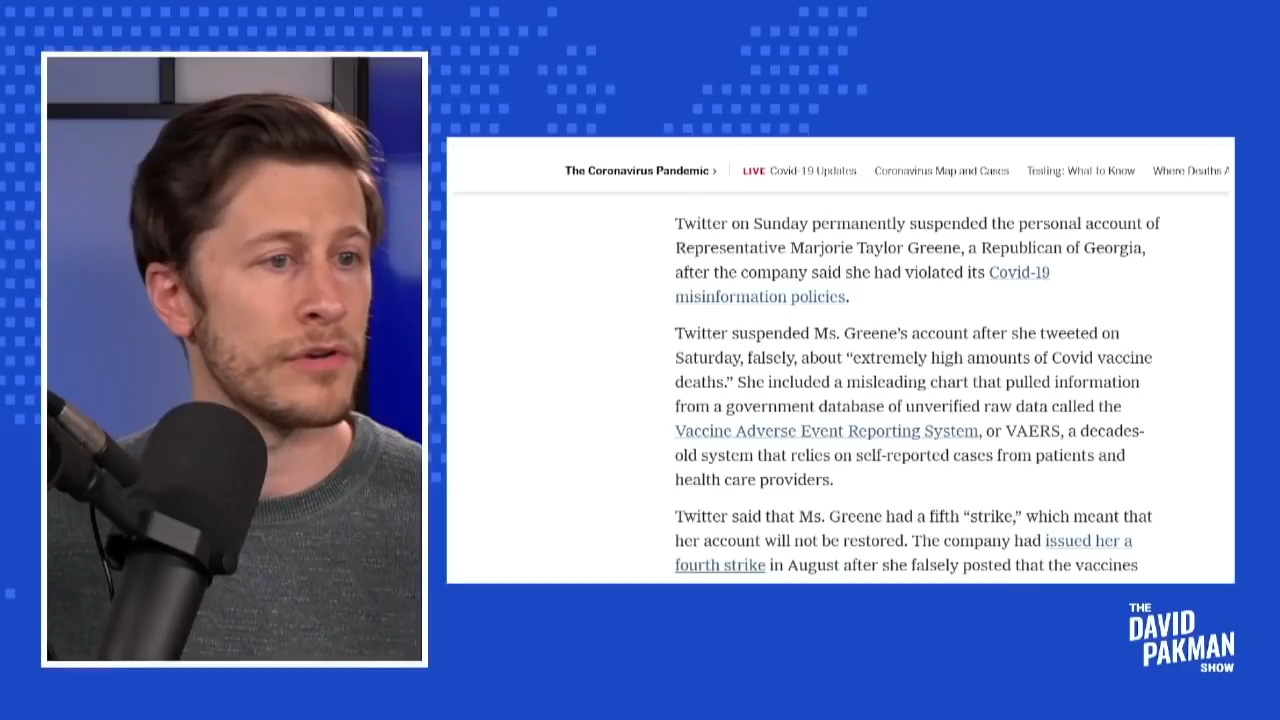 The Coronavirus Pandemic ›
LIVE Covid-19 Updates
Coronavirus Map and Cases
Testing: What to Know
Where Deaths
Twitter on Sunday permanently suspended the personal account of
Representative Marjorie Taylor Greene, a Republican of Georgia,
after the company said she had violated its Covid-19
misinformation policies.
Twitter suspended Ms. Greene’s account after she tweeted on
Saturday, falsely, about “extremely high amounts of Covid vaccine
deaths.” She included a misleading chart that pulled information
from a government database of unverified raw data called the
Vaccine Adverse Event Reporting System, or VAERS, a decades-
old system that relies on self-reported cases from patients and
health care providers.
Twitter said that Ms. Greene had a fifth “strike,” which meant that
her account will not be restored. The company had issued her a
fourth strike in August after she falsely posted that the vaccines
THE
DAVID
PAKMAN
SHOW